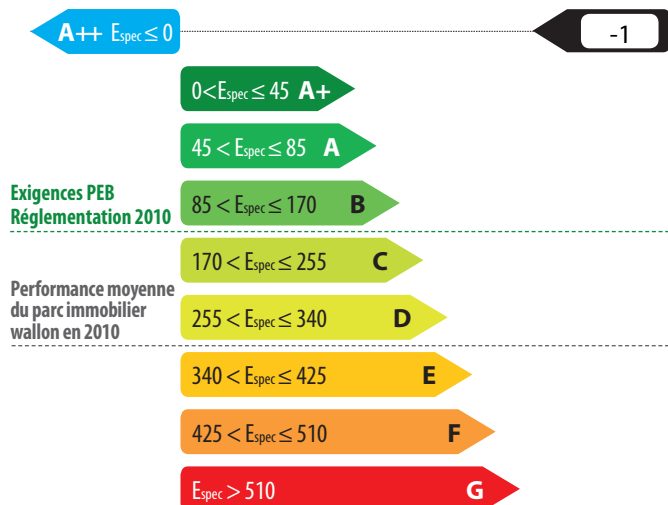 A++ Espec ≤ 0
-1
0<Espec ≤ 45 A+
45 < Espec ≤ 85 A
Exigences PEB
Réglementation 2010
85 < Espec ≤ 170 B
170 < Espec ≤ 255 C
Performance moyenne
du parc immobilier
wallon en 2010
255 < Espec ≤ 340 D
340 < Espec ≤ 425 E
425 < Espec ≤ 510 F
Espec > 510 G